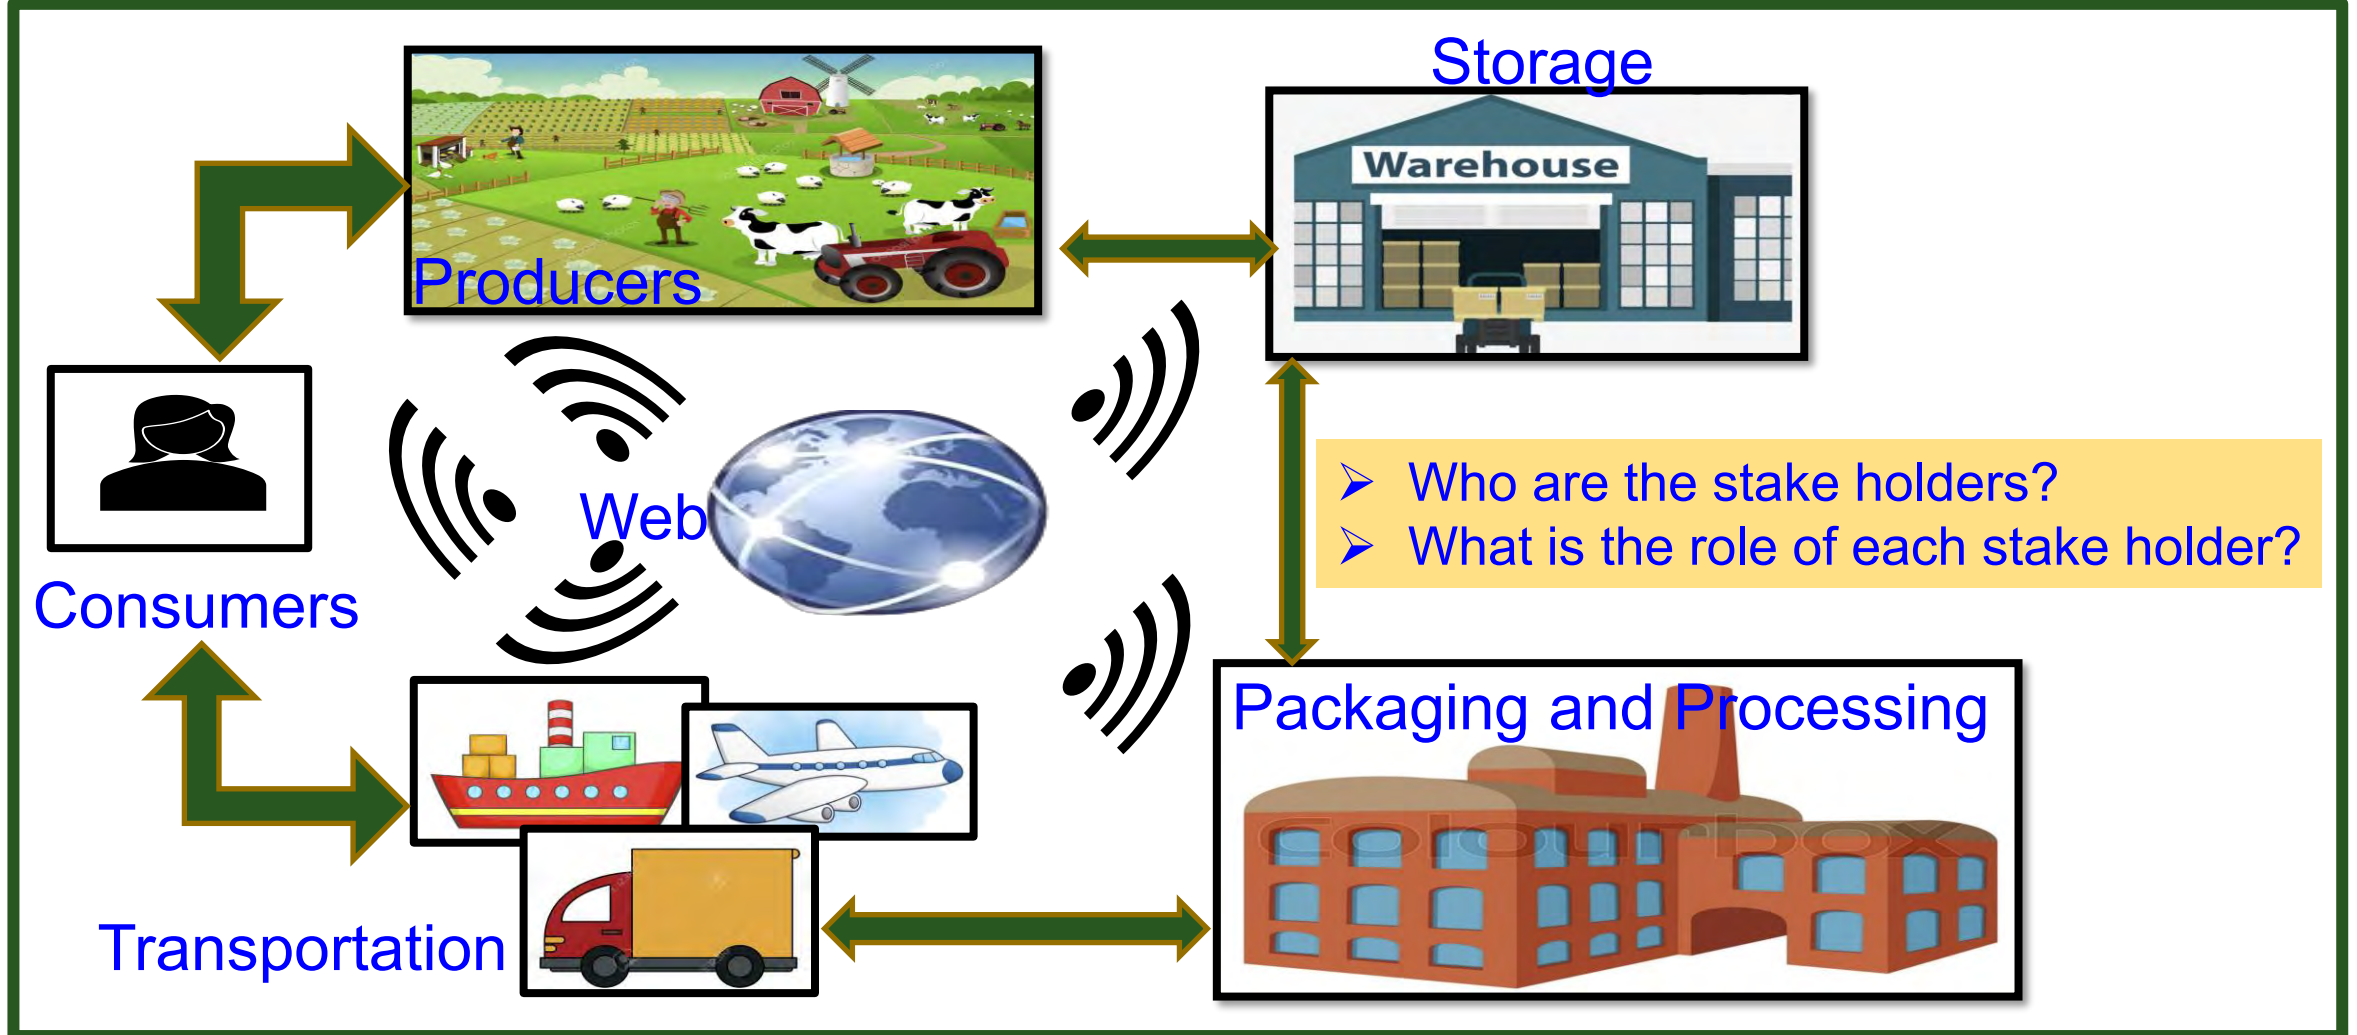 Storage
Warehouse
Producers
Web
➢ Who are the stake holders?
➢ What is the role of each stake holder?
Consumers
Packaging and Processing
colourbox
Transportation